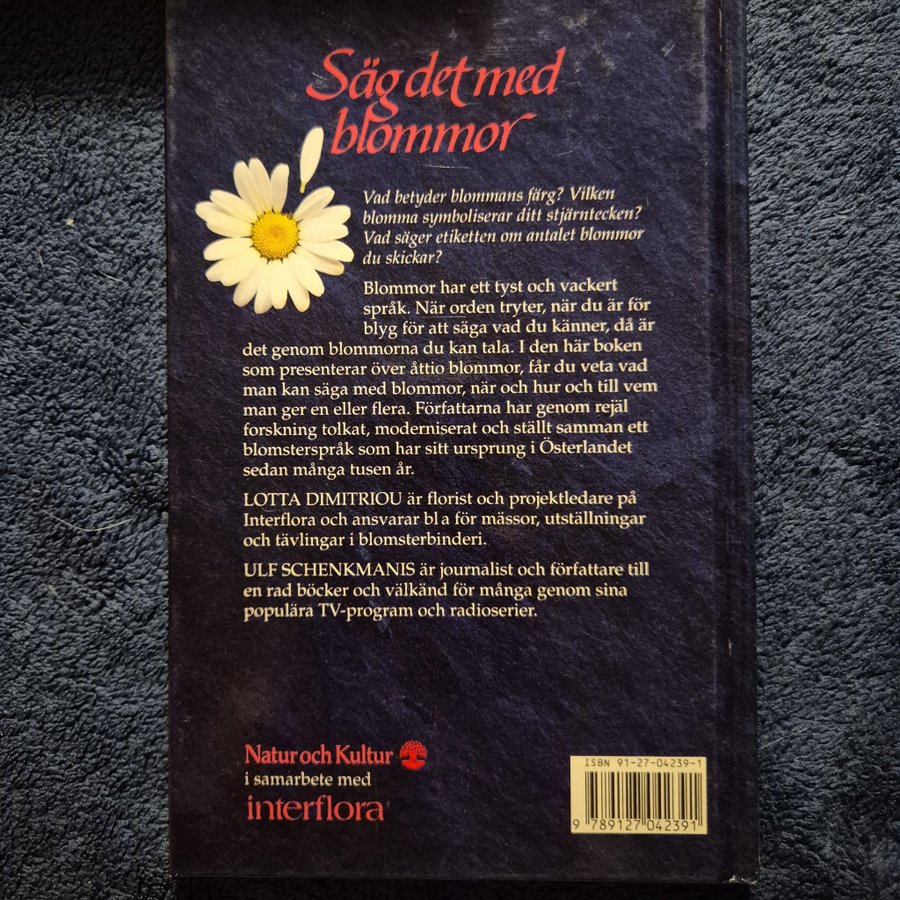 Säg det med
blommor
Vad betyder blommans färg? Vilken
blomma symboliserar ditt stjärntecken?
Vad säger etiketten om antalet blommor
du skickar?
Blommor har ett tyst och vackert
språk. När orden tryter, när du är för
blyg för att säga vad du känner, då är
det genom blommorna du kan tala. I den här boken
som presenterar över åttio blommor, får du veta vad
man kan säga med blommor, när och hur och till vem
man ger en eller flera. Författarna har genom rejäl
forskning tolkat, moderniserat och ställt samman ett
blomsterspråk som har sitt ursprung i Österlandet
sedan många tusen år.
LOTTA DIMITRIOU är florist och projektledare på
Interflora och ansvarar bl a för mässor, utställningar
och tävlingar i blomsterbinderi.
ULF SCHENKMANIS är journalist och författare till
en rad böcker och välkänd för många genom sina
populära TV-program och radioserier.
Natur och Kultur
i samarbete med
interflora
ISBN 91-27-04239-1
9 789127 042391